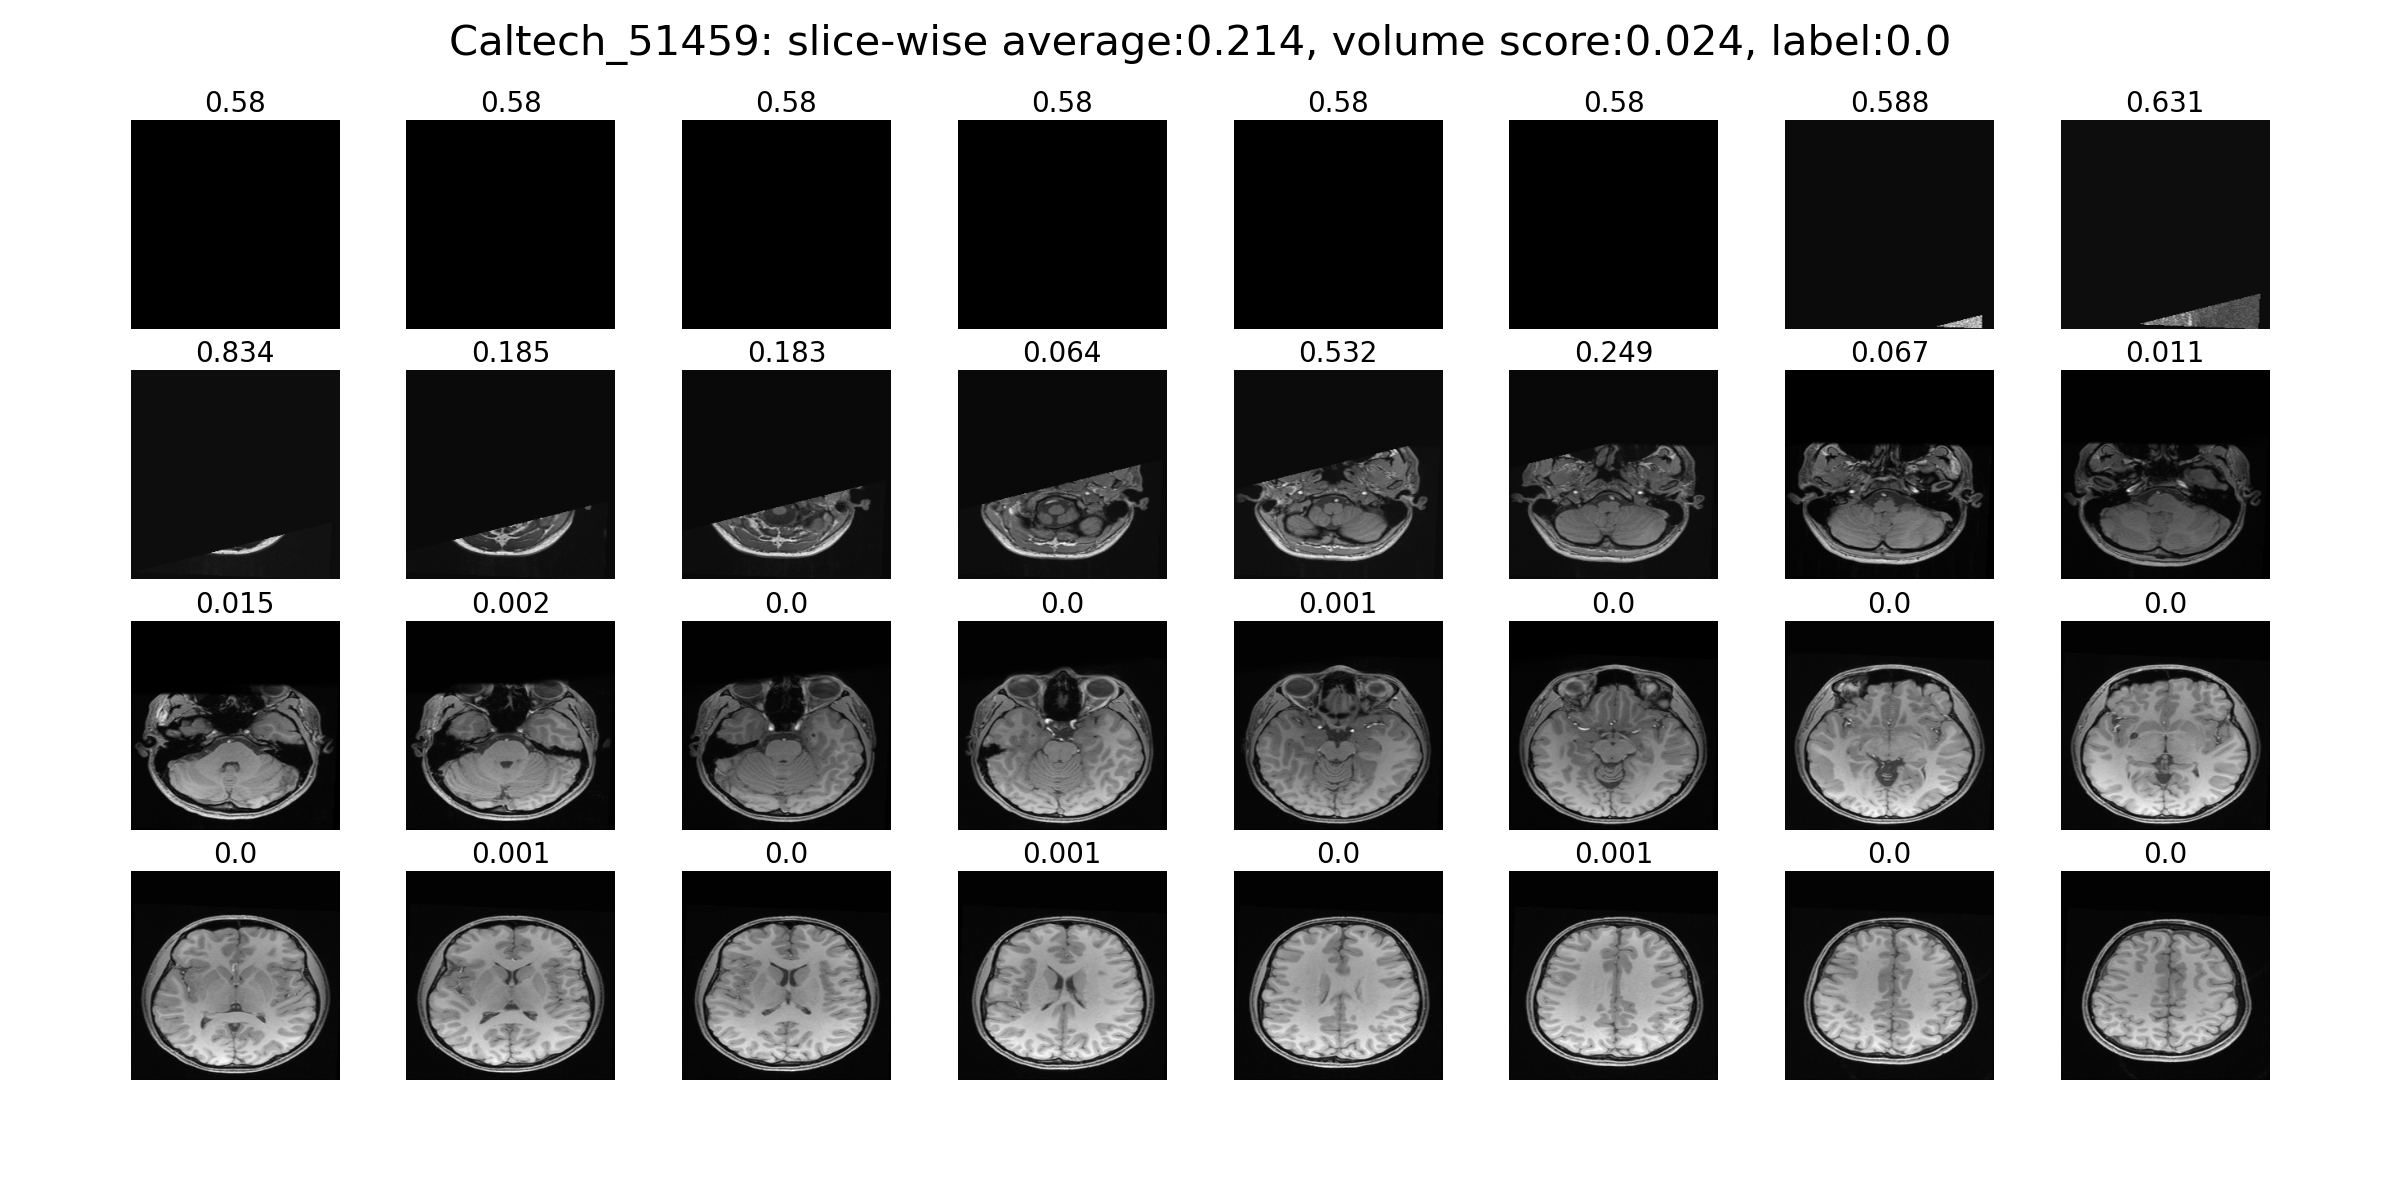 Caltech_51459: slice-wise average:0.214, volume score:0.024, label:0.0
0.58 0.58 0.58 0.58 0.58 0.58 0.588 0.631
0.834 0.185 0.183 0.064 0.532 0.249 0.067 0.011
0.015 0.002 0.0 0.0 0.001 0.0 0.0 0.0
0.0 0.001 0.0 0.001 0.0 0.001 0.0 0.0